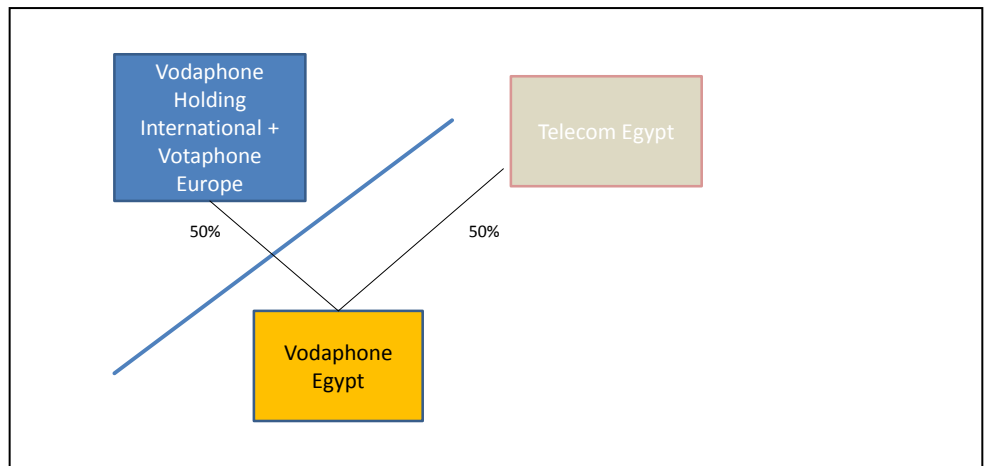 Vodaphone
Holding
International +
Votaphone
Europe
Telecom Egypt
50%
50%
Vodaphone
Egypt